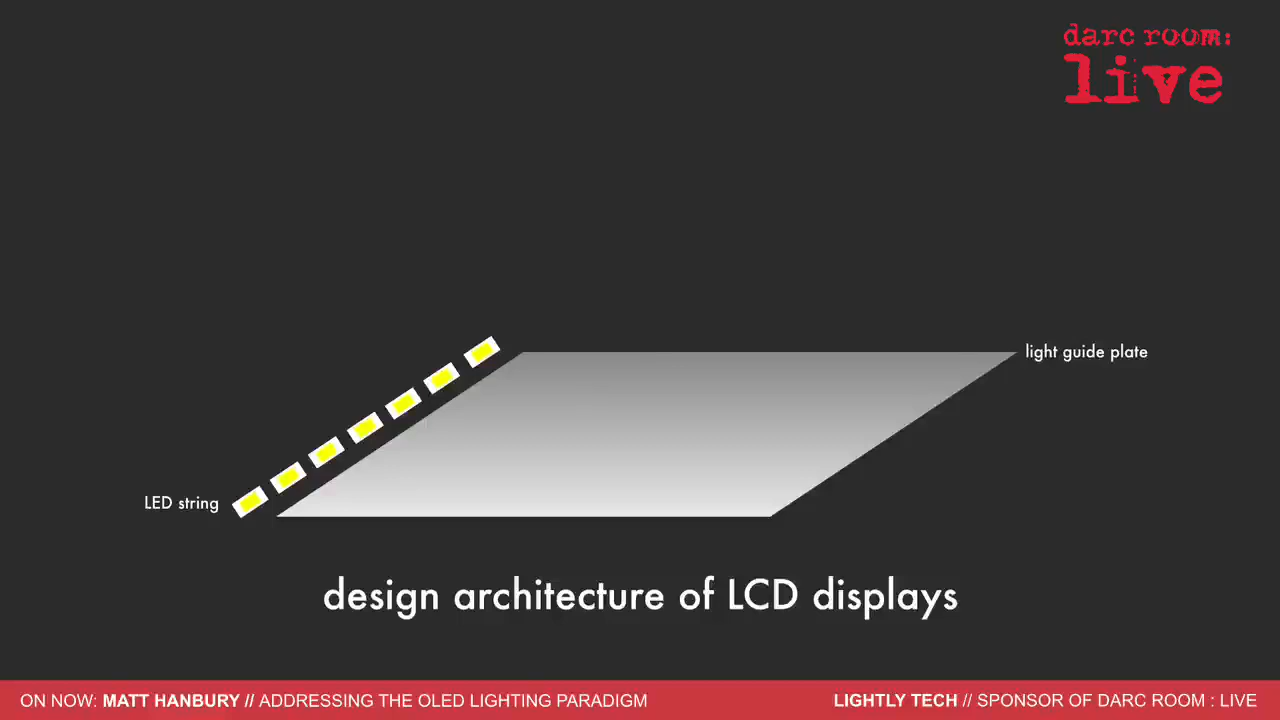 darc room:
live
light guide plate
LED string
design architecture of LCD displays
ON NOW: MATT HANBURY // ADDRESSING THE OLED LIGHTING PARADIGM
LIGHTLY TECH // SPONSOR OF DARC ROOM : LIVE